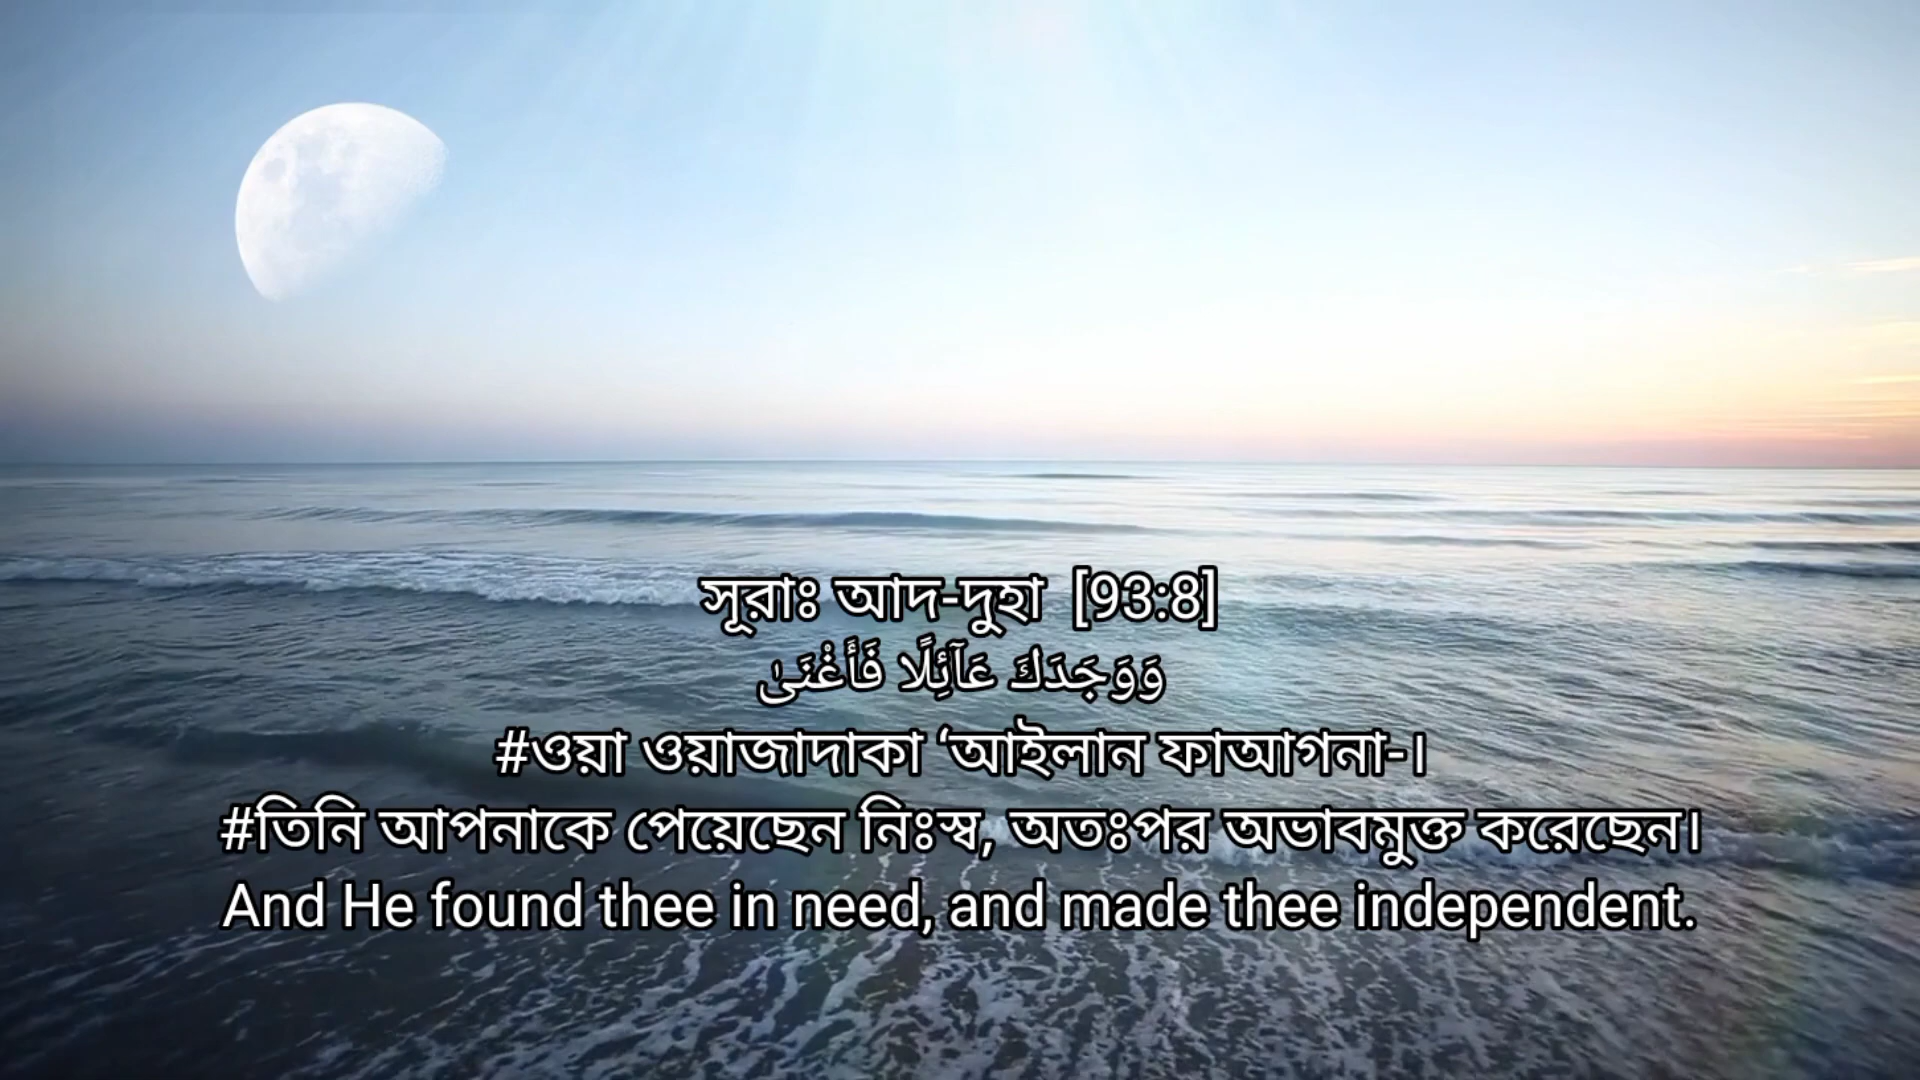 সূরাঃ আদ-দুহা [93:8]
وَوَجَدَكَ عَآئِلًا فَأَغْنَىٰ
#ওয়া ওয়াজাদাকা ‘আইলান ফাআগনা-।
#তিনি আপনাকে পেয়েছেন নিঃস্ব, অতঃপর অভাবমুক্ত করেছেন।
And He found thee in need, and made thee independent.